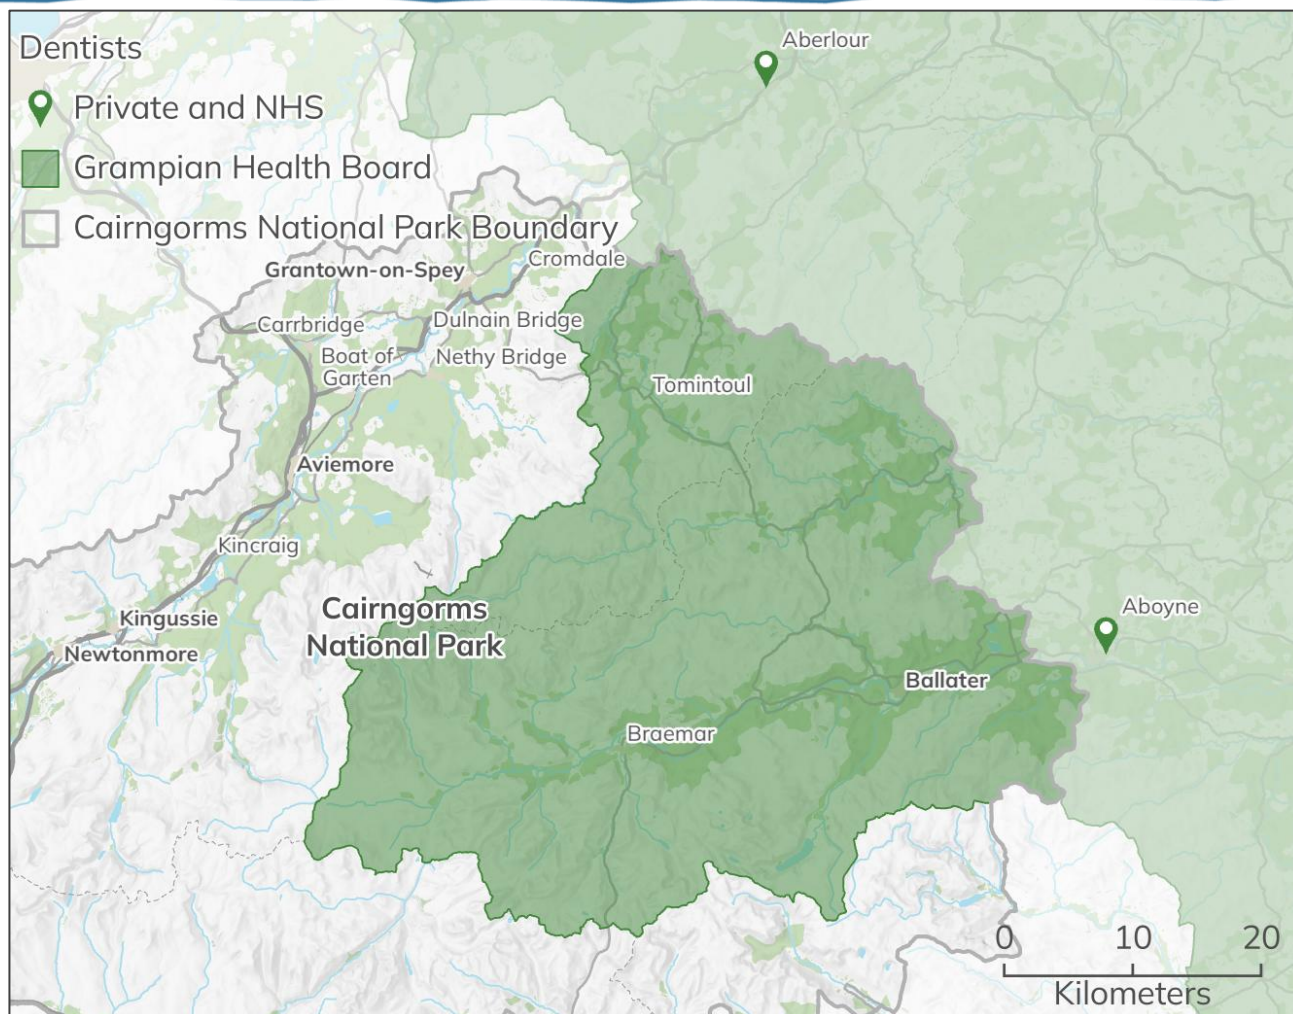 Dentists
Private and NHS
Grampian Health Board
Cairngorms National Park Boundary
Aberlour
Cromdale
Grantown-on-Spey
Carrbridge
Dulnain Bridge
Boat of
Garten
Nethy Bridge
Tomintoul
Aviemore
Kincraig
Cairngorms
National Park
Kingussie
Newtonmore
Aboyne
Ballater
Braemar
0 10 20
Kilometers